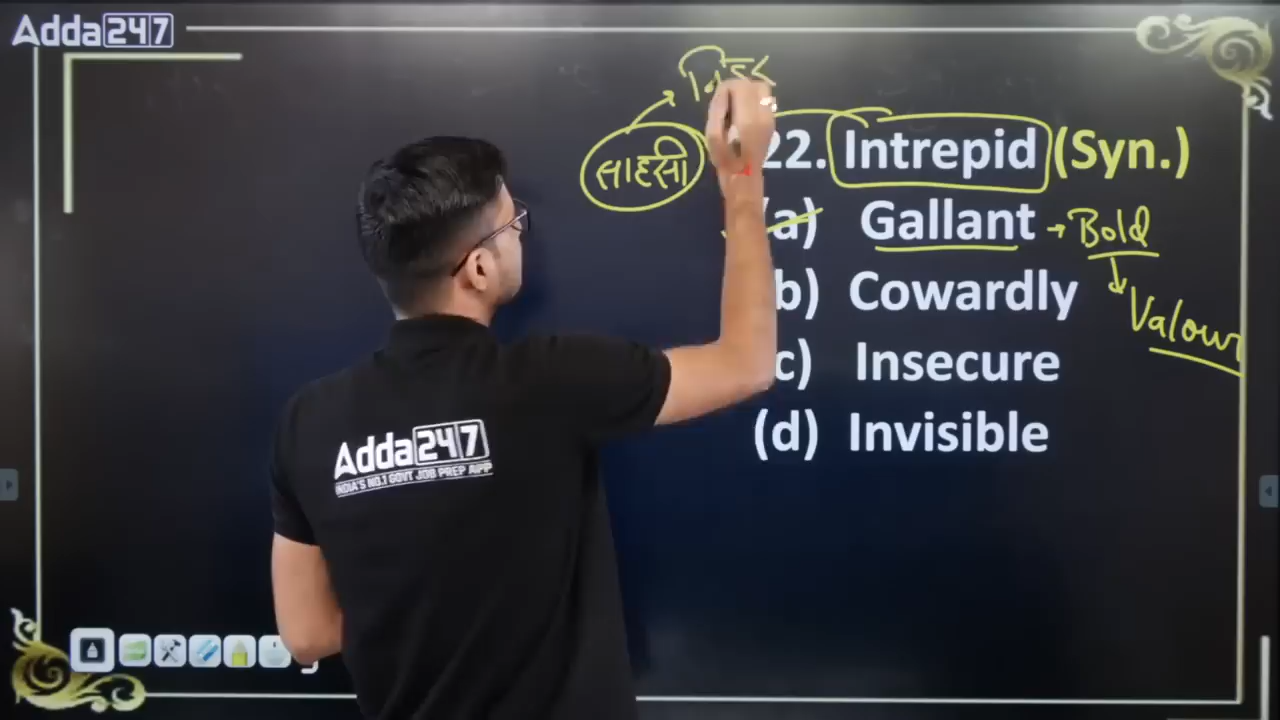 Adda247
निडर
साहसी
22. Intrepid (Syn.)
(a) Gallant → Bold
(b) Cowardly
Valour
(c) Insecure
(d) Invisible
Adda247
INDIA'S NO.1 GOVT JOB PREP APP